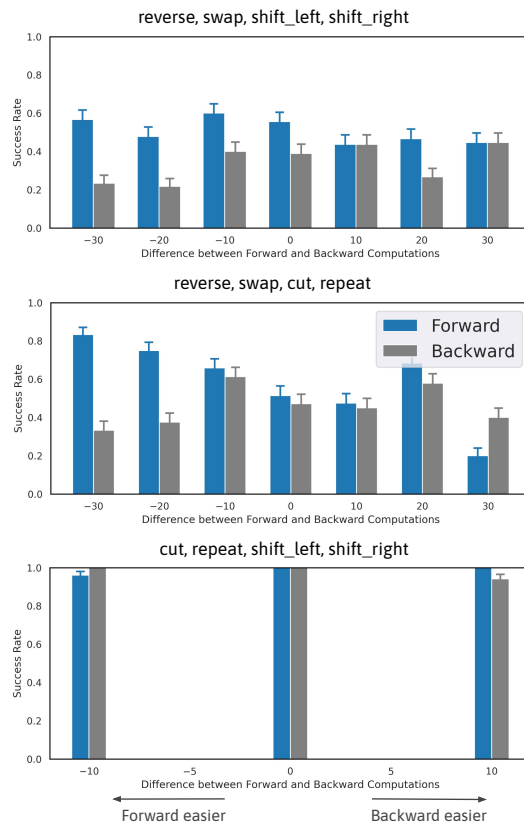 reverse, swap, shift_left, shift_right
1.0
0.8
0.6
0.4
0.2
0.0
Success Rate
−30 −20 −10 0 10 20 30
Difference between Forward and Backward Computations
reverse, swap, cut, repeat
1.0
0.8
0.6
0.4
0.2
0.0
Success Rate
Forward
Backward
−30 −20 −10 0 10 20 30
Difference between Forward and Backward Computations
cut, repeat, shift_left, shift_right
1.0
0.8
0.6
0.4
0.2
0.0
Success Rate
−10 −5 0 5 10
Difference between Forward and Backward Computations
Forward easier Backward easier